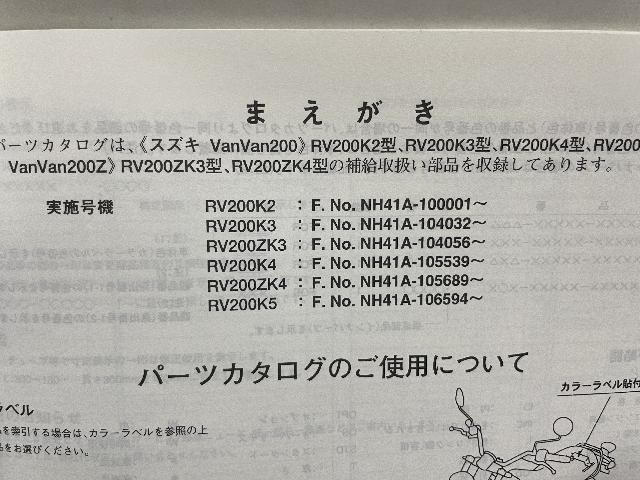 まえがき
パーツカタログは、《スズキ VanVan200》RV200K2型、RV200K3型、RV200K4型、RV200
VanVan200Z》RV200ZK3型、RV200ZK4型の補給取扱い部品を収録してあります。
実施号機 RV200K2 : F. No. NH41A-100001〜
RV200K3 : F. No. NH41A-104032〜
RV200ZK3 : F. No. NH41A-104056〜
RV200K4 : F. No. NH41A-105539〜
RV200ZK4 : F. No. NH41A-105689〜
RV200K5 : F. No. NH41A-106594〜
パーツカタログのご使用について
カラーラベル貼付
ラベル
を索引する場合は、カラーラベルを参照の上
をお選びください。